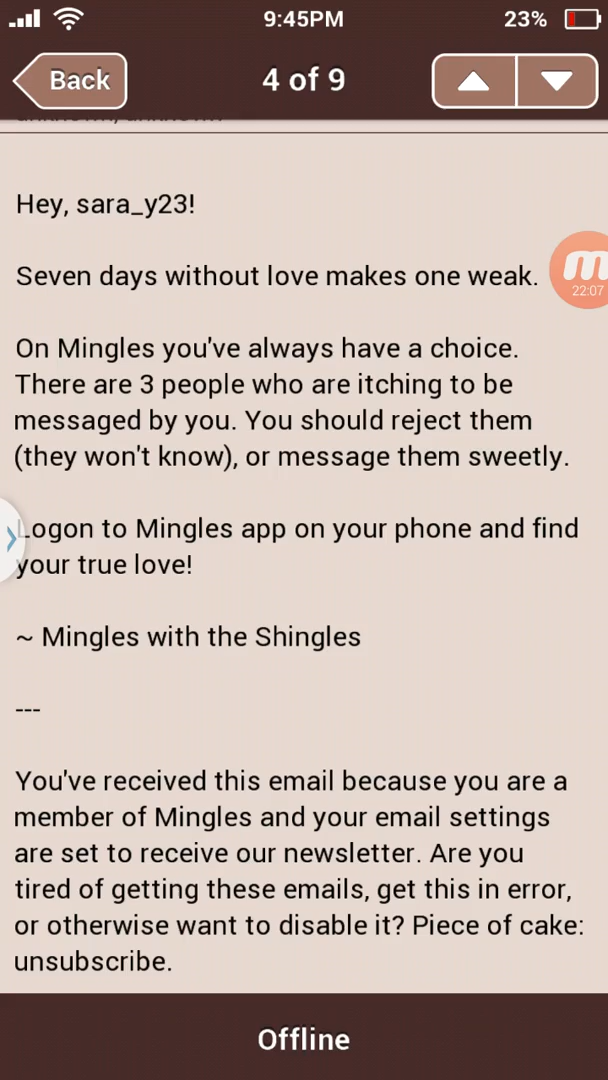 9:45PM
23%
Back
4 of 9
Hey, sara_y23!
Seven days without love makes one weak.
22:07
On Mingles you've always have a choice.
There are 3 people who are itching to be
messaged by you. You should reject them
(they won't know), or message them sweetly.
Logon to Mingles app on your phone and find
your true love!
~ Mingles with the Shingles
---
You've received this email because you are a
member of Mingles and your email settings
are set to receive our newsletter. Are you
tired of getting these emails, get this in error,
or otherwise want to disable it? Piece of cake:
unsubscribe.
Offline